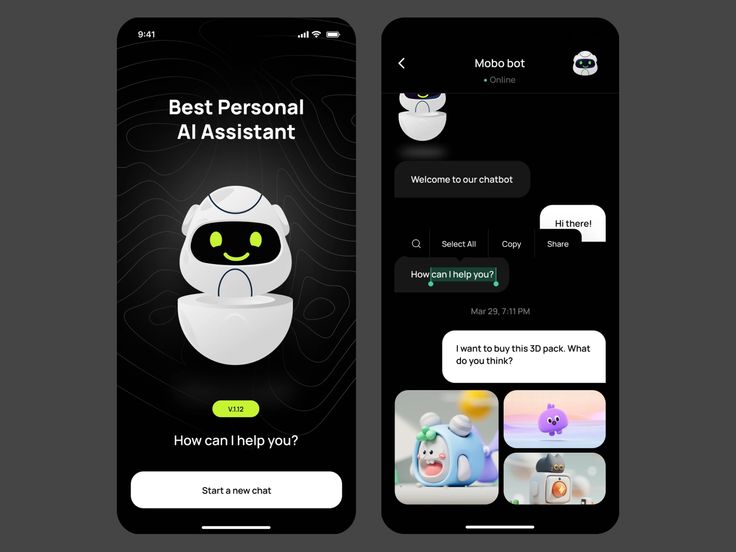 9:41
Best Personal
AI Assistant
V.1.12
How can I help you?
Start a new chat
Mobo bot
Online
Welcome to our chatbot
Hi there!
Select All
Copy
Share
How can I help you?
Mar 29, 7:11 PM
I want to buy this 3D pack. What
do you think?